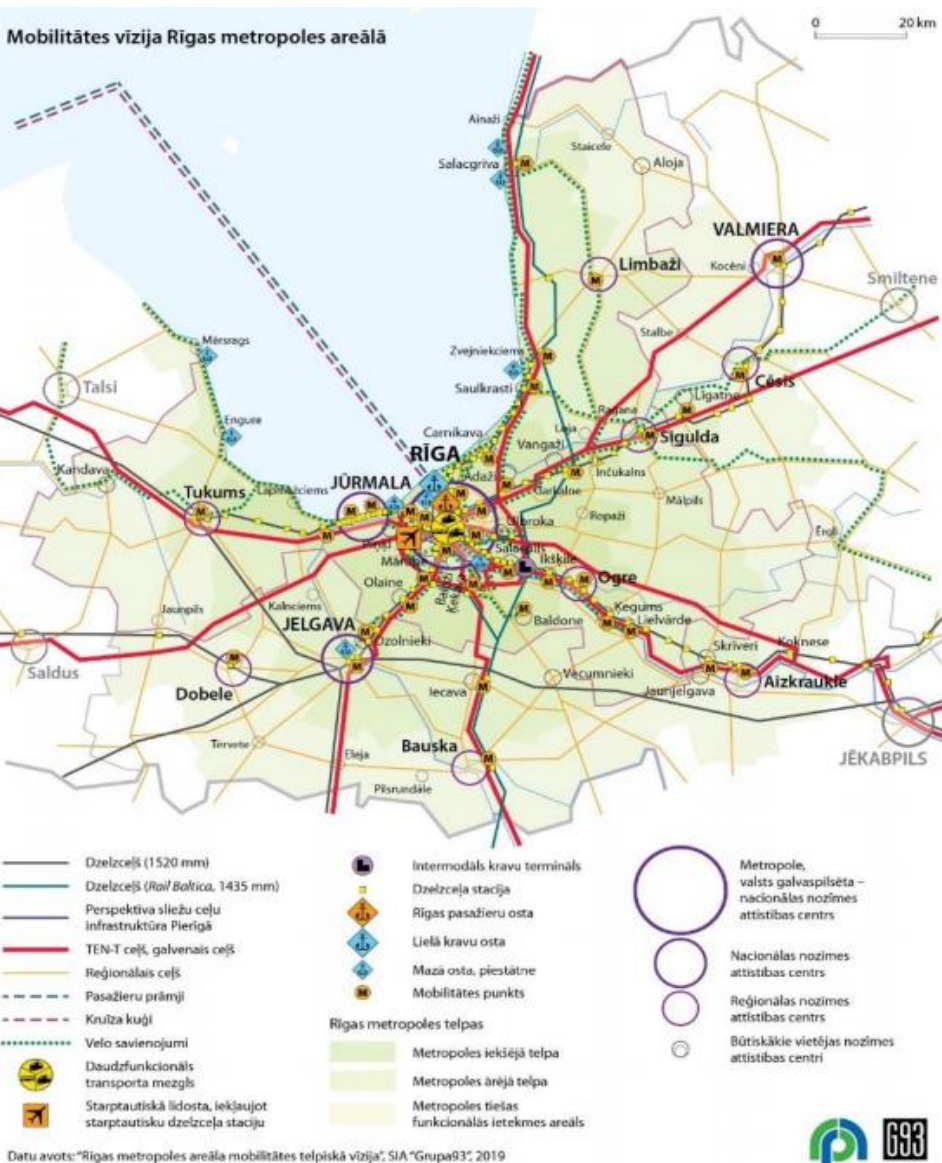 Mobilitātes vīzija Rīgas metropoles areālā
0 20 km
Ainaži
Staicele
Salacgrīva
Aloja
VALMIERA
Limbaži
Kocēni
Smiltene
Stalbe
Mērsrags
Zvejniekciems
Cēsis
Talsi
Saulkrasti
Līgatne
Engure
Ragana
Carnikava
Loja
Sigulda
RĪGA
Vangaži
Kandava
Ādaži
Inčukalns
JŪRMALA
Tukums
Lapmežciems
Garkalne
Mālpils
Ropaži
Ulbroka
Ērgļi
Salaspils
Mārupe
Ikšķile
Olaine
Ogre
Jaunpils
Kalnciems
Ķegums
JELGAVA
Baldone
Lielvārde
Ozolnieki
Skrīveri
Koknese
Saldus
Vecumnieki
Dobele
Iecava
Jaunjelgava
Aizkraukle
Tērvete
Bauska
Eleja
JĒKABPILS
Pilsrundāle
Dzelzceļš (1520 mm)
Dzelzceļš (Rail Baltica, 1435 mm)
Perspektīva sliežu ceļu
infrastruktūra Pierīgā
TEN-T ceļš, galvenais ceļš
Reģionālais ceļš
Pasažieru prāmji
Kruīza kuģi
Velo savienojumi
Daudzfunkcionāls
transporta mezgls
Starptautiskā lidosta, iekļaujot
starptautisku dzelzceļa staciju
Intermodāls kravu termināls
Dzelzceļa stacija
Rīgas pasažieru osta
Lielā kravu osta
Mazā osta, piestātne
M Mobilitātes punkts
Rīgas metropoles telpas
Metropoles iekšējā telpa
Metropoles ārējā telpa
Metropoles tiešas
funkcionālās ietekmes areāls
Metropole,
valsts galvaspilsēta –
nacionālas nozīmes
attīstības centrs
Nacionālas nozīmes
attīstības centrs
Reģionālas nozīmes
attīstības centrs
Būtiskākie vietējas nozīmes
attīstības centri
G93
Datu avots: "Rīgas metropoles areāla mobilitātes telpiskā vīzija", SIA "Grupa93", 2019